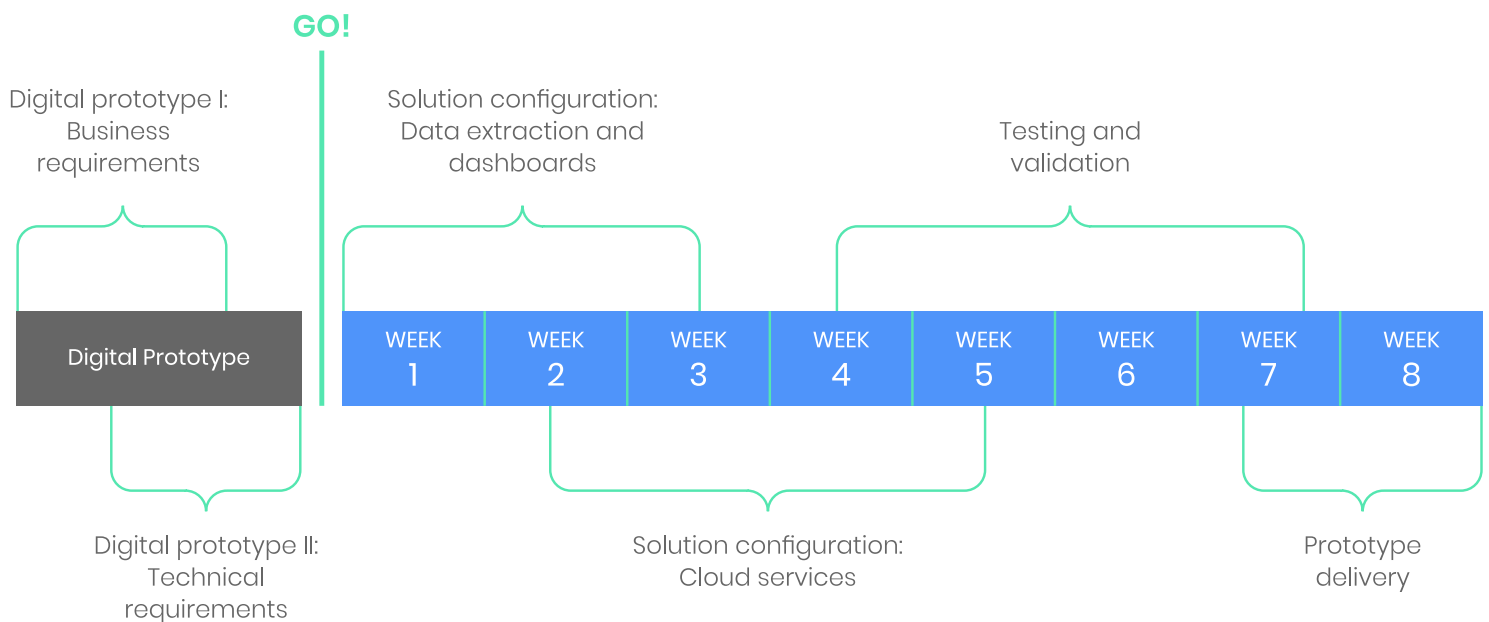 GO!
Digital prototype I:
Business
requirements
Solution configuration:
Data extraction and
dashboards
Testing and
validation
Digital Prototype
WEEK
1
WEEK
2
WEEK
3
WEEK
4
WEEK
5
WEEK
6
WEEK
7
WEEK
8
Digital prototype II:
Technical
requirements
Solution configuration:
Cloud services
Prototype
delivery